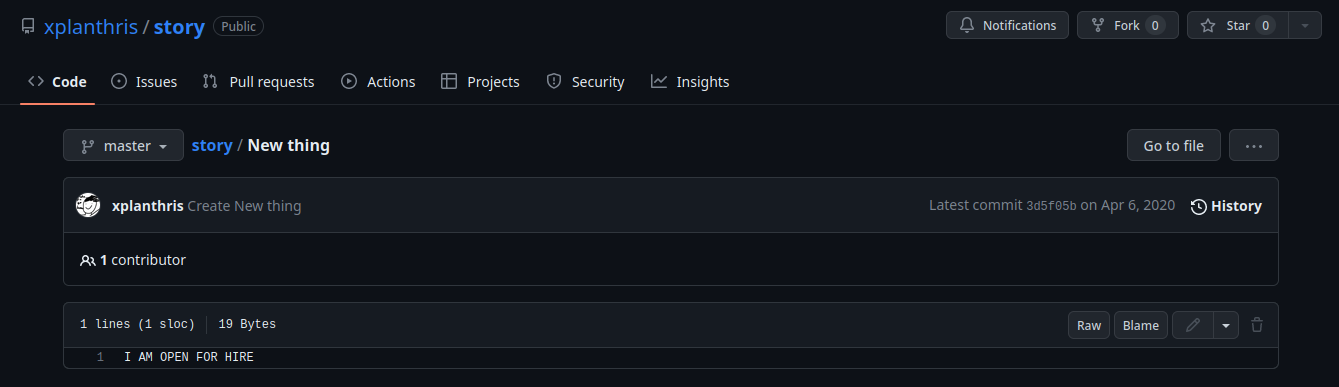 xplanthris / story Public
Notifications
Fork 0
Star 0
Code
Issues
Pull requests
Actions
Projects
Security
Insights
master
story / New thing
Go to file
...
xplanthris Create New thing
Latest commit 3d5f05b on Apr 6, 2020
History
1 contributor
1 lines (1 sloc)
19 Bytes
Raw
Blame
1 I AM OPEN FOR HIRE